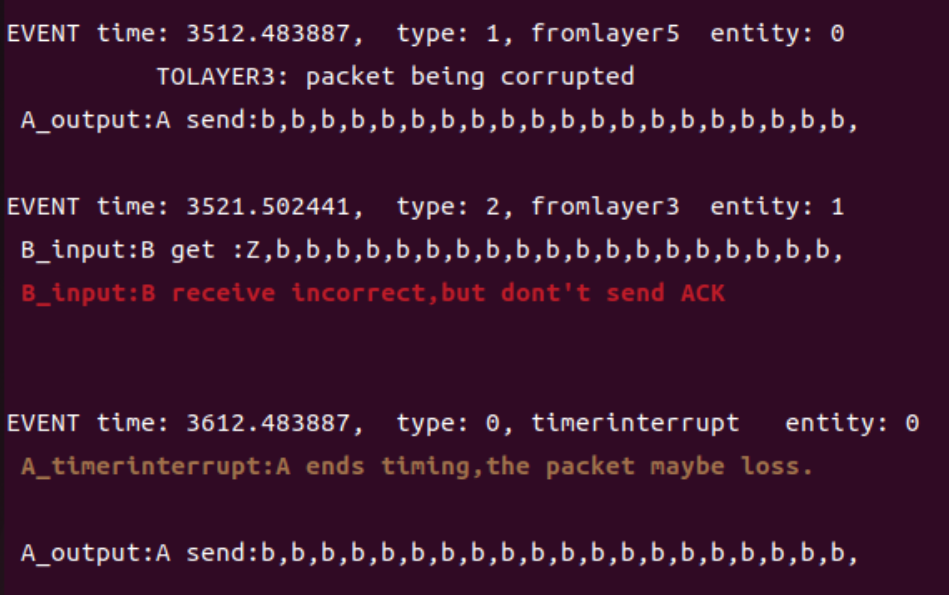 EVENT time: 3512.483887,  type: 1, fromlayer5  entity: 0
TOLAYER3: packet being corrupted
A_output:A send:b,b,b,b,b,b,b,b,b,b,b,b,b,b,b,b,b,b,b,b,
EVENT time: 3521.502441,  type: 2, fromlayer3  entity: 1
B_input:B get :Z,b,b,b,b,b,b,b,b,b,b,b,b,b,b,b,b,b,b,b,
B_input:B receive incorrect,but dont't send ACK
EVENT time: 3612.483887,  type: 0, timerinterrupt   entity: 0
A_timerinterrupt:A ends timing,the packet maybe loss.
A_output:A send:b,b,b,b,b,b,b,b,b,b,b,b,b,b,b,b,b,b,b,b,